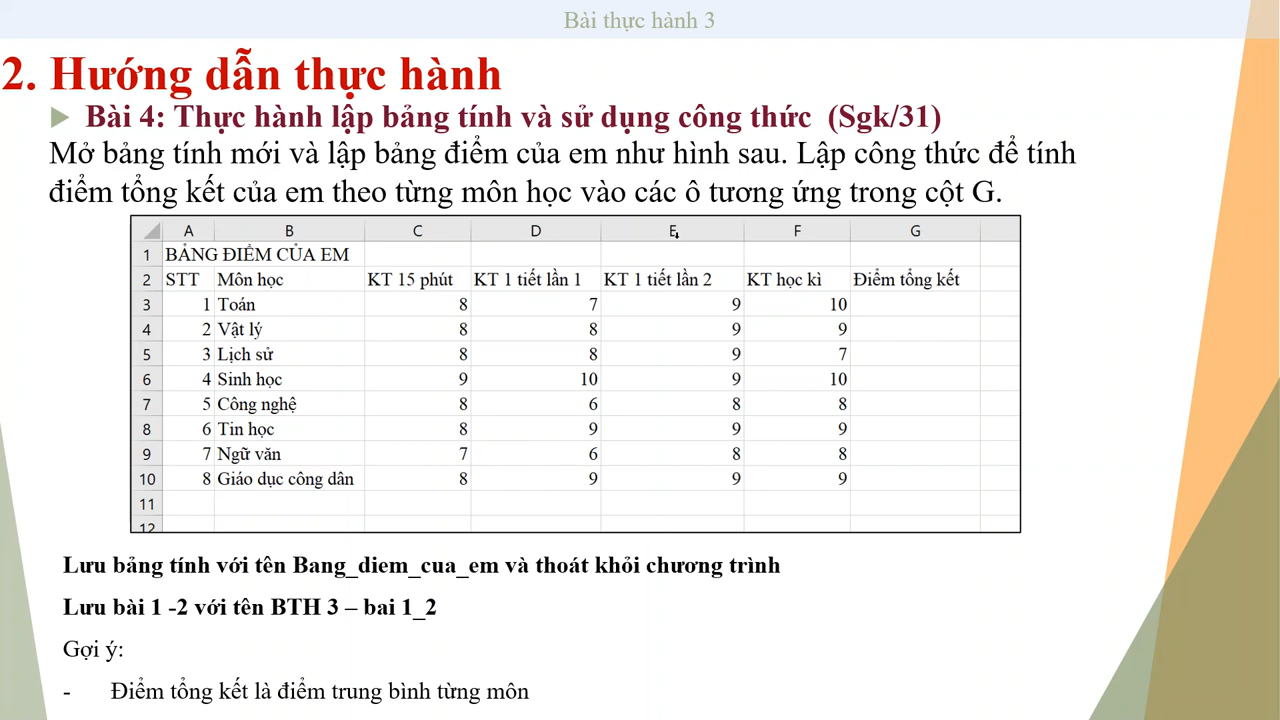 Bài thực hành 3
2. Hướng dẫn thực hành
Bài 4: Thực hành lập bảng tính và sử dụng công thức (Sgk/31)
Mở bảng tính mới và lập bảng điểm của em như hình sau. Lập công thức để tính
điểm tổng kết của em theo từng môn học vào các ô tương ứng trong cột G.
A B C D E F G
1 BẢNG ĐIỂM CỦA EM
2 STT Môn học KT 15 phút KT 1 tiết lần 1 KT 1 tiết lần 2 KT học kì Điểm tổng kết
3 1 Toán 8 7 9 10
4 2 Vật lý 8 8 9 9
5 3 Lịch sử 8 8 9 7
6 4 Sinh học 9 10 9 10
7 5 Công nghệ 8 6 8 8
8 6 Tin học 8 9 9 9
9 7 Ngữ văn 7 6 8 8
10 8 Giáo dục công dân 8 9 9 9
11
12
Lưu bảng tính với tên Bang_diem_cua_em và thoát khỏi chương trình
Lưu bài 1 -2 với tên BTH 3 – bai 1_2
Gợi ý:
- Điểm tổng kết là điểm trung bình từng môn